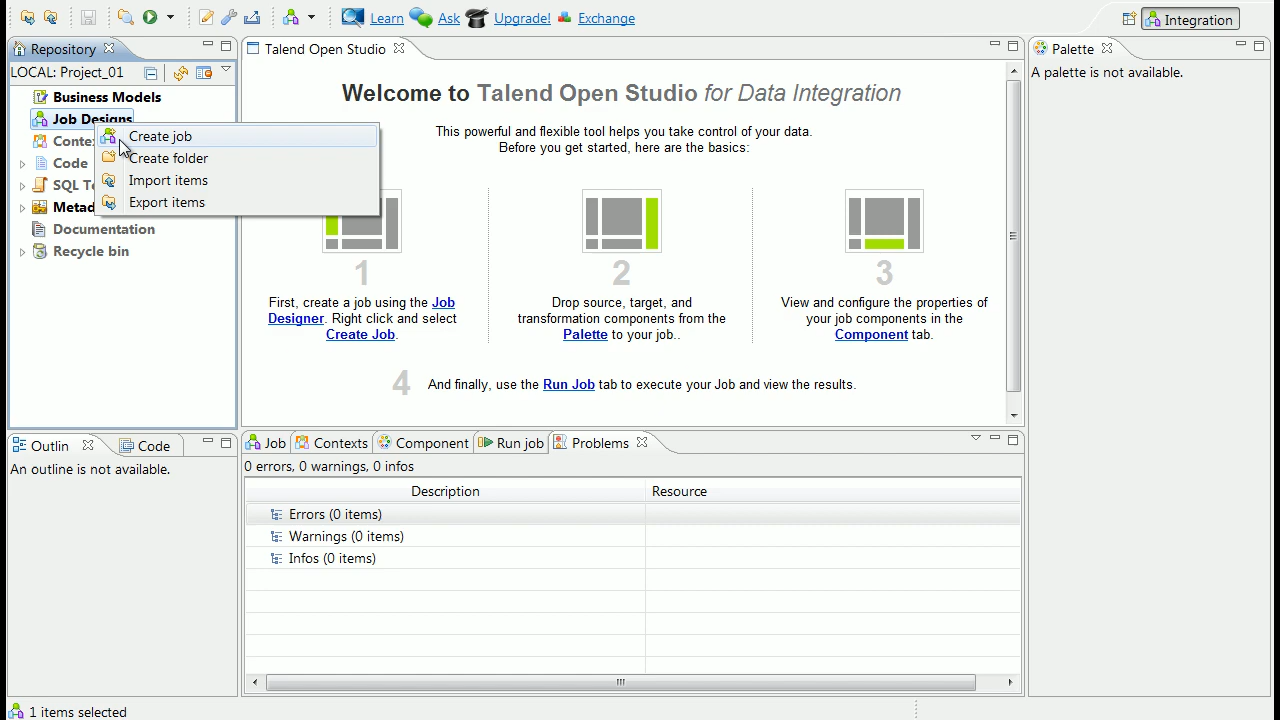 Learn Ask Upgrade! Exchange Integration
Repository Talend Open Studio Palette
LOCAL: Project_01
A palette is not available.
Business Models
Job Designs
Create job
Code
Create folder
Import items
Export items
Documentation
Recycle bin
Welcome to Talend Open Studio for Data Integration
This powerful and flexible tool helps you take control of your data.
Before you get started, here are the basics:
1
First, create a job using the Job
Designer. Right click and select
Create Job.
2
Drop source, target, and
transformation components from the
Palette to your job..
3
View and configure the properties of
your job components in the
Component tab.
4 And finally, use the Run Job tab to execute your Job and view the results.
Outlin Code
An outline is not available.
Job Contexts Component Run job Problems
0 errors, 0 warnings, 0 infos
Description Resource
Errors (0 items)
Warnings (0 items)
Infos (0 items)
1 items selected